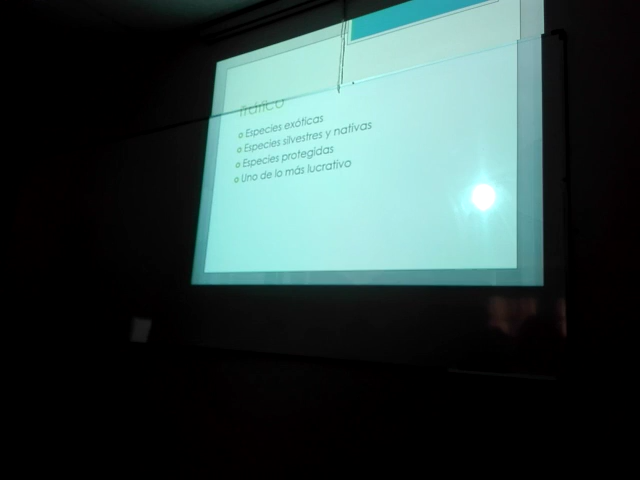 Tráfico
Especies exóticas
Especies silvestres y nativas
Especies protegidas
Uno de lo más lucrativo